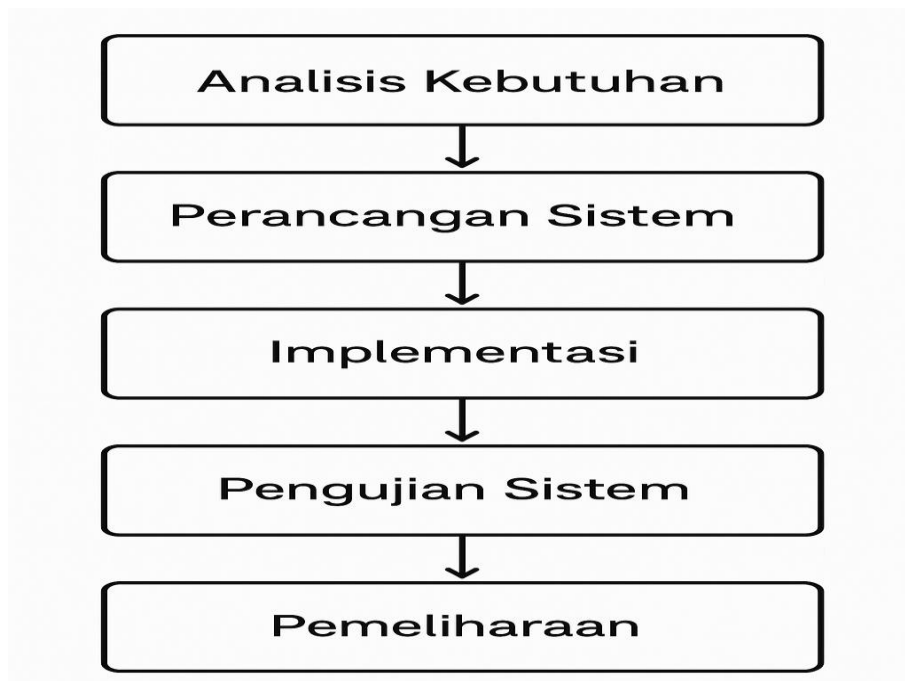 Analisis Kebutuhan
Perancangan Sistem
Implementasi
Pengujian Sistem
Pemeliharaan